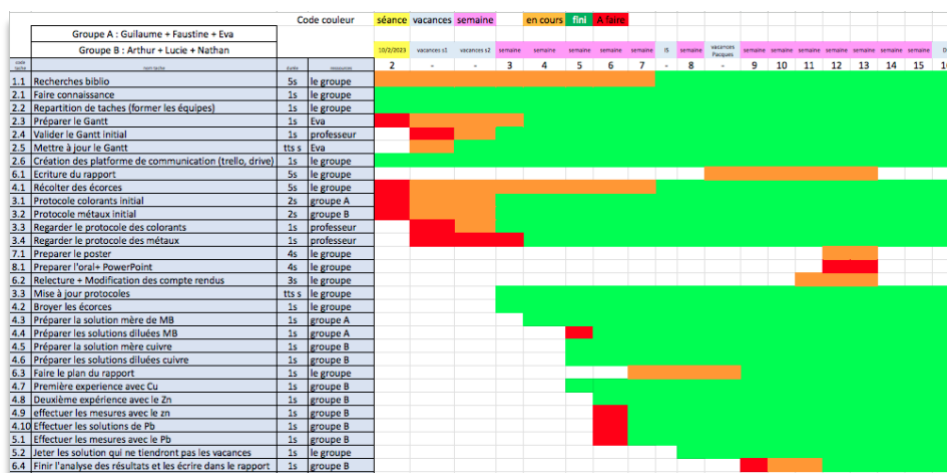 Code couleur séance vacances semaine en cours fini A faire
Groupe A : Guilaume + Faustine + Eva
Groupe B : Arthur + Lucie + Nathan 10/2/2023 vacances s1 vacances s2 semaine semaine semaine semaine semaine IS semaine vacances Pacques semaine semaine semaine semaine semaine semaine semaine
code tache nom tache durée ressources 2 - - 3 4 5 6 7 - 8 - 9 10 11 12 13 14 15
1.1 Recherches biblio 5s le groupe
2.1 Faire connaissance 1s le groupe
2.2 Repartition de taches (former les équipes) 1s le groupe
2.3 Préparer le Gantt 1s Eva
2.4 Valider le Gantt initial 1s professeur
2.5 Mettre à jour le Gantt tts s Eva
2.6 Création des platforme de communication (trello, drive) 1s le groupe
6.1 Ecriture du rapport 5s le groupe
4.1 Récolter des écorces 5s le groupe
3.1 Protocole colorants initial 2s groupe A
3.2 Protocole métaux initial 2s groupe B
3.3 Regarder le protocole des colorants 1s professeur
3.4 Regarder le protocole des métaux 1s professeur
7.1 Preparer le poster 4s le groupe
8.1 Preparer l'oral+ PowerPoint 4s le groupe
6.2 Relecture + Modification des compte rendus 3s le groupe
3.3 Mise à jour protocoles tts s le groupe
4.2 Broyer les écorces 1s le groupe
4.3 Préparer la solution mère de MB 1s groupe A
4.4 Préparer les solutions diluées MB 1s groupe A
4.5 Préparer la solution mère cuivre 1s groupe B
4.6 Préparer les solutions diluées cuivre 1s groupe B
6.3 Faire le plan du rapport 1s le groupe
4.7 Première experience avec Cu 1s groupe B
4.8 Deuxième expérience avec le Zn 1s groupe B
4.9 effectuer les mesures avec le zn 1s groupe B
4.10 Effectuer les solutions de Pb 1s groupe B
5.1 Effectuer les mesures avec le Pb 1s groupe B
5.2 Jeter les solution qui ne tiendront pas les vacances 1s le groupe
6.4 Finir l'analyse des résultats et les écrire dans le rapport 1s groupe B